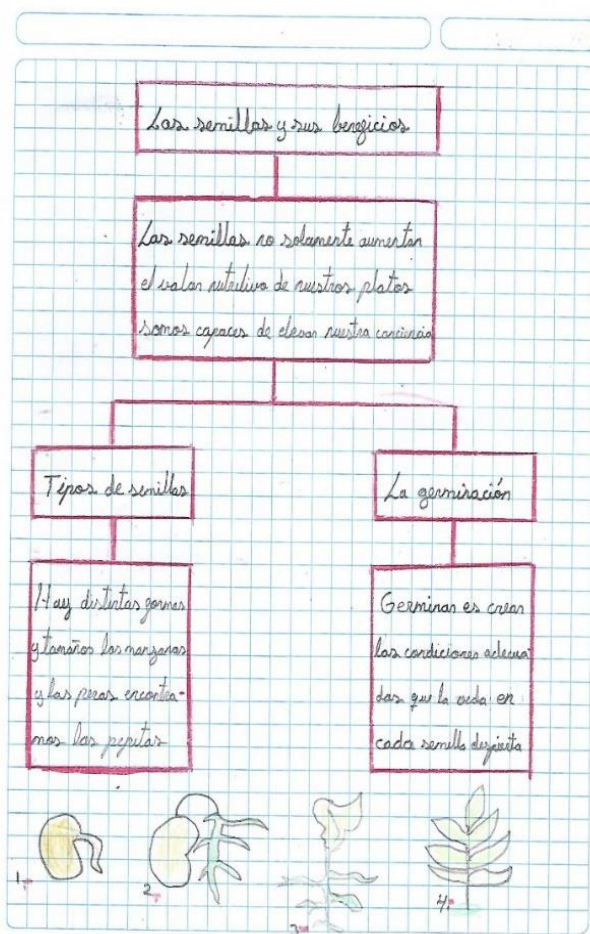 Las semillas y sus beneficios
Las semillas no solamente aumentan
el valor nutritivo de nuestros platos
somos capaces de elevar nuestra conciencia
Tipos de semillas
La germinación
Hay distintas formas
y tamaños las manzanas
y las peras encontra-
mos las pepitas
Germinar es crear
las condiciones adecua
das que la vida en
cada semilla despierta
1.
2.
3.
4.